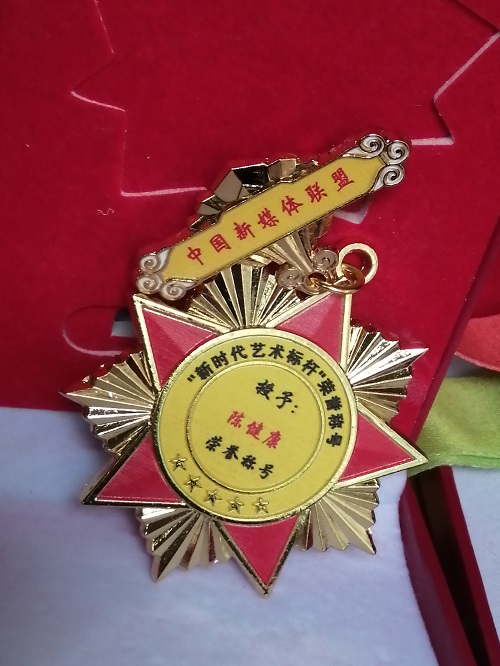 中国新媒体联盟
"新时代艺术标杆"荣誉称号
授予：
陈健康
荣誉称号